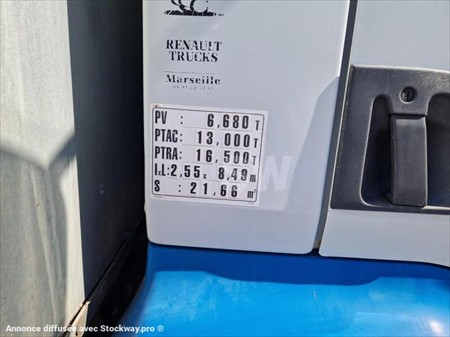 RENAULT
TRUCKS
Marseille
PV : 6,680 T
PTAC: 13,000 T
PTRA: 16,500 T
l.L: 2,55 x 8,49 m
S : 21,66 m²
Annonce diffusée avec Stockway.pro ®